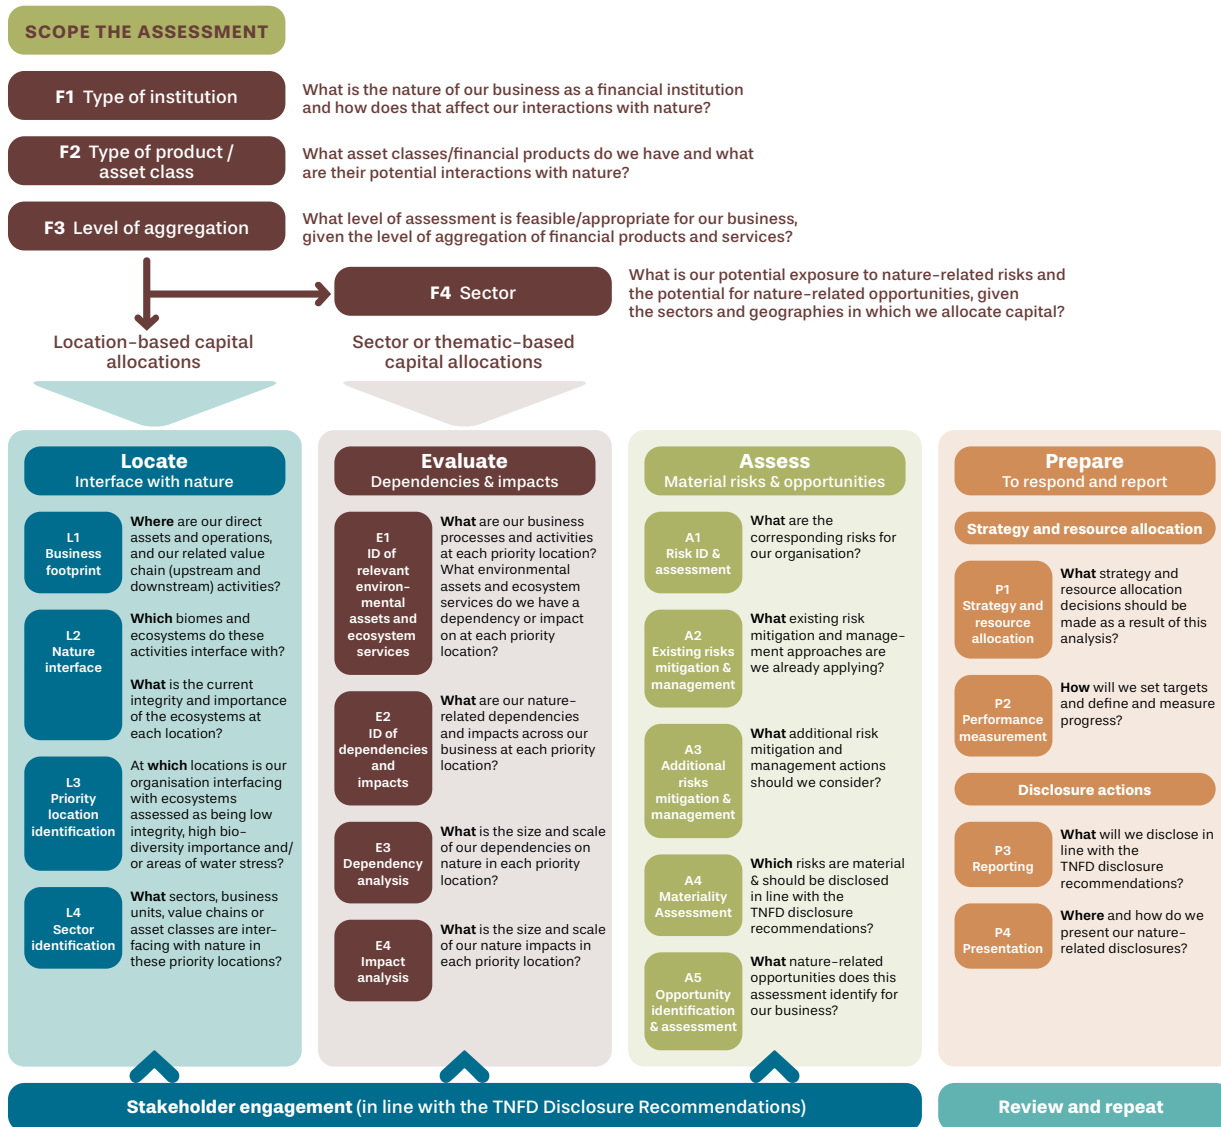 SCOPE THE ASSESSMENT
F1 Type of institution
What is the nature of our business as a financial institution
and how does that affect our interactions with nature?
F2 Type of product /
asset class
What asset classes/financial products do we have and what
are their potential interactions with nature?
F3 Level of aggregation
What level of assessment is feasible/appropriate for our business,
given the level of aggregation of financial products and services?
F4 Sector
What is our potential exposure to nature-related risks and
the potential for nature-related opportunities, given
the sectors and geographies in which we allocate capital?
Location-based capital
allocations
Sector or thematic-based
capital allocations
Locate
Interface with nature
L1
Business
footprint
Where are our direct
assets and operations,
and our related value
chain (upstream and
downstream) activities?
L2
Nature
interface
Which biomes and
ecosystems do these
activities interface with?
What is the current
integrity and importance
of the ecosystems at
each location?
L3
Priority
location
identification
At which locations is our
organisation interfacing
with ecosystems
assessed as being low
integrity, high bio-
diversity importance and/
or areas of water stress?
L4
Sector
identification
What sectors, business
units, value chains or
asset classes are inter-
facing with nature in
these priority locations?
Evaluate
Dependencies & impacts
E1
ID of
relevant
environ-
mental
assets and
ecosystem
services
What are our business
processes and activities
at each priority location?
What environmental
assets and ecosystem
services do we have a
dependency or impact
on at each priority
location?
E2
ID of
dependencies
and
impacts
What are our nature-
related dependencies
and impacts across our
business at each priority
location?
E3
Dependency
analysis
What is the size and scale
of our dependencies on
nature in each priority
location?
E4
Impact
analysis
What is the size and scale
of our nature impacts in
each priority location?
Assess
Material risks & opportunities
A1
Risk ID &
assessment
What are the
corresponding risks for
our organisation?
A2
Existing risks
mitigation &
management
What existing risk
mitigation and manage-
ment approaches are
we already applying?
A3
Additional
risks
mitigation &
management
What additional risk
mitigation and
management actions
should we consider?
A4
Materiality
Assessment
Which risks are material
& should be disclosed
in line with the
TNFD disclosure
recommendations?
A5
Opportunity
identification
& assessment
What nature-related
opportunities does this
assessment identify for
our business?
Prepare
To respond and report
Strategy and resource allocation
P1
Strategy and
resource
allocation
What strategy and
resource allocation
decisions should be
made as a result of this
analysis?
P2
Performance
measurement
How will we set targets
and define and measure
progress?
Disclosure actions
P3
Reporting
What will we disclose in
line with the
TNFD disclosure
recommendations?
P4
Presentation
Where and how do we
present our nature-
related disclosures?
Stakeholder engagement (in line with the TNFD Disclosure Recommendations)
Review and repeat